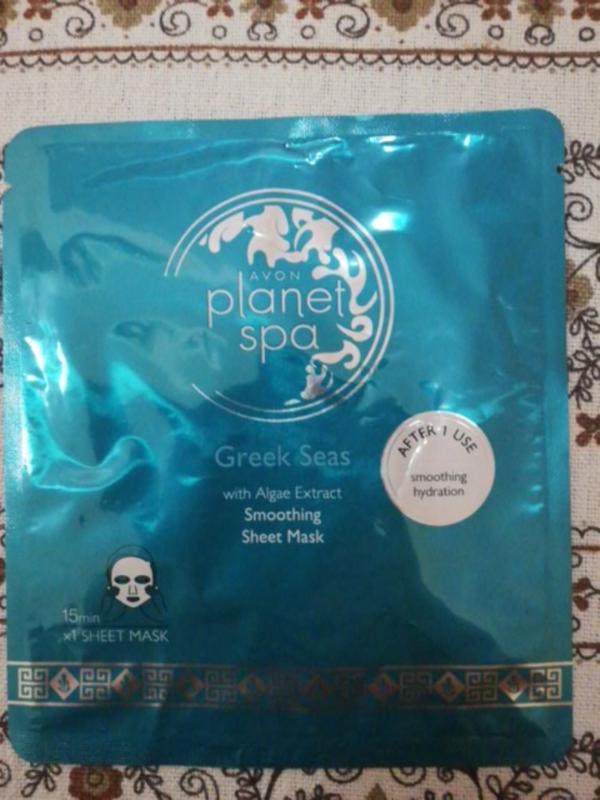 AVON
planet
spa
Greek Seas
with Algae Extract
Smoothing
Sheet Mask
AFTER 1 USE
smoothing
hydration
15min
x1 SHEET MASK